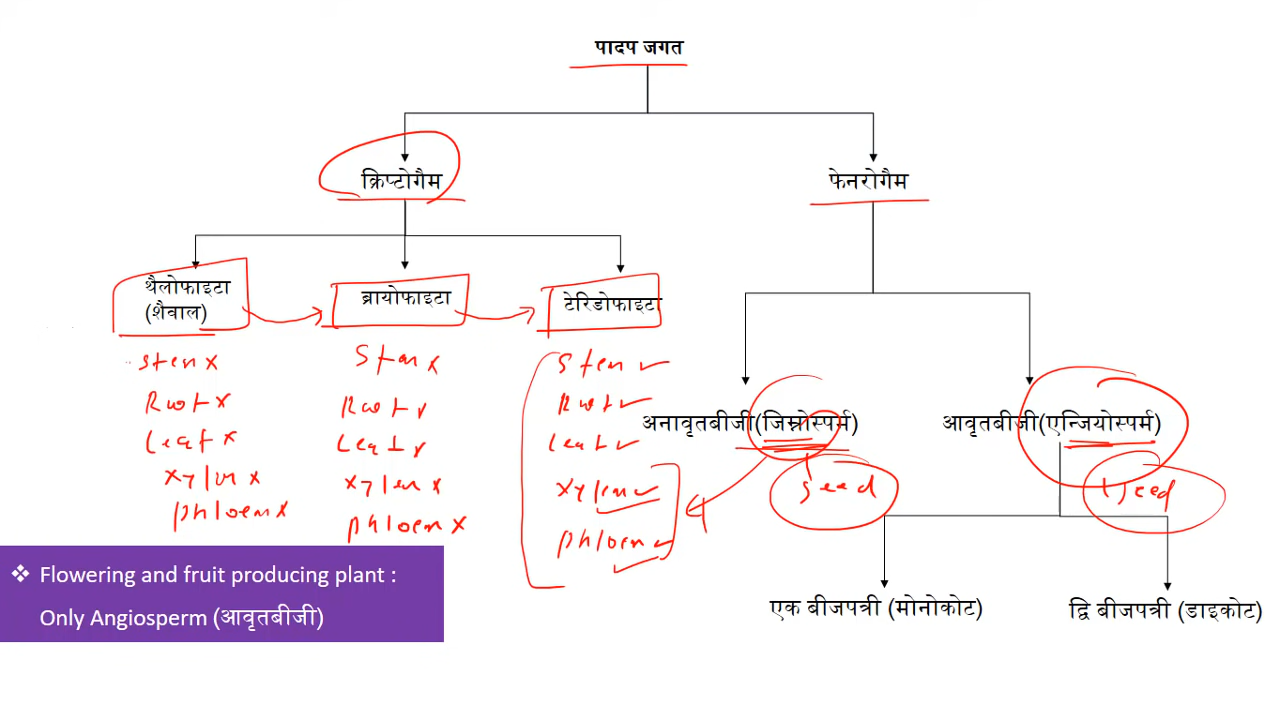 पादप जगत
क्रिप्टोगैम
फेनरोगैम
थैलोफाइटा
(शैवाल)
ब्रायोफाइटा
टेरिडोफाइटा
Stem x
Root x
Leaf x
xylem x
phloem x
Stem x
Root
Leaf
xylem x
phloem x
Stem ✓
Root ✓
Leaf ✓
xylem ✓
phloem ✓
अनावृतबीजी(जिम्नोस्पर्म)
आवृतबीजी(एन्जियोस्पर्म)
seed
seed
एक बीजपत्री (मोनोकोट)
द्वि बीजपत्री (डाइकोट)
❖ Flowering and fruit producing plant :
Only Angiosperm (आवृतबीजी)